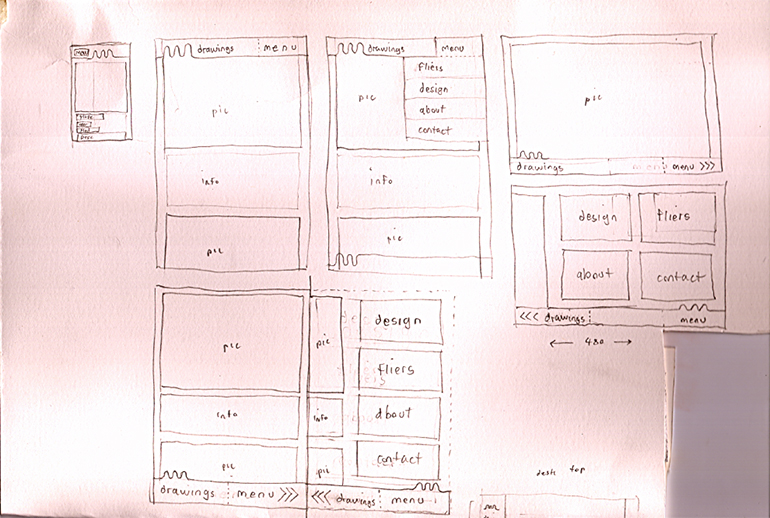 drawings menu
pic
info
pic
drawings menu
fliers
design
about
contact
pic
info
pic
pic
drawings menu >>>
design fliers
about contact
<<< drawings menu
480
pic
info
pic
drawings menu >>>
pic
info
pic
design
fliers
about
contact
<<< drawings menu
desk top